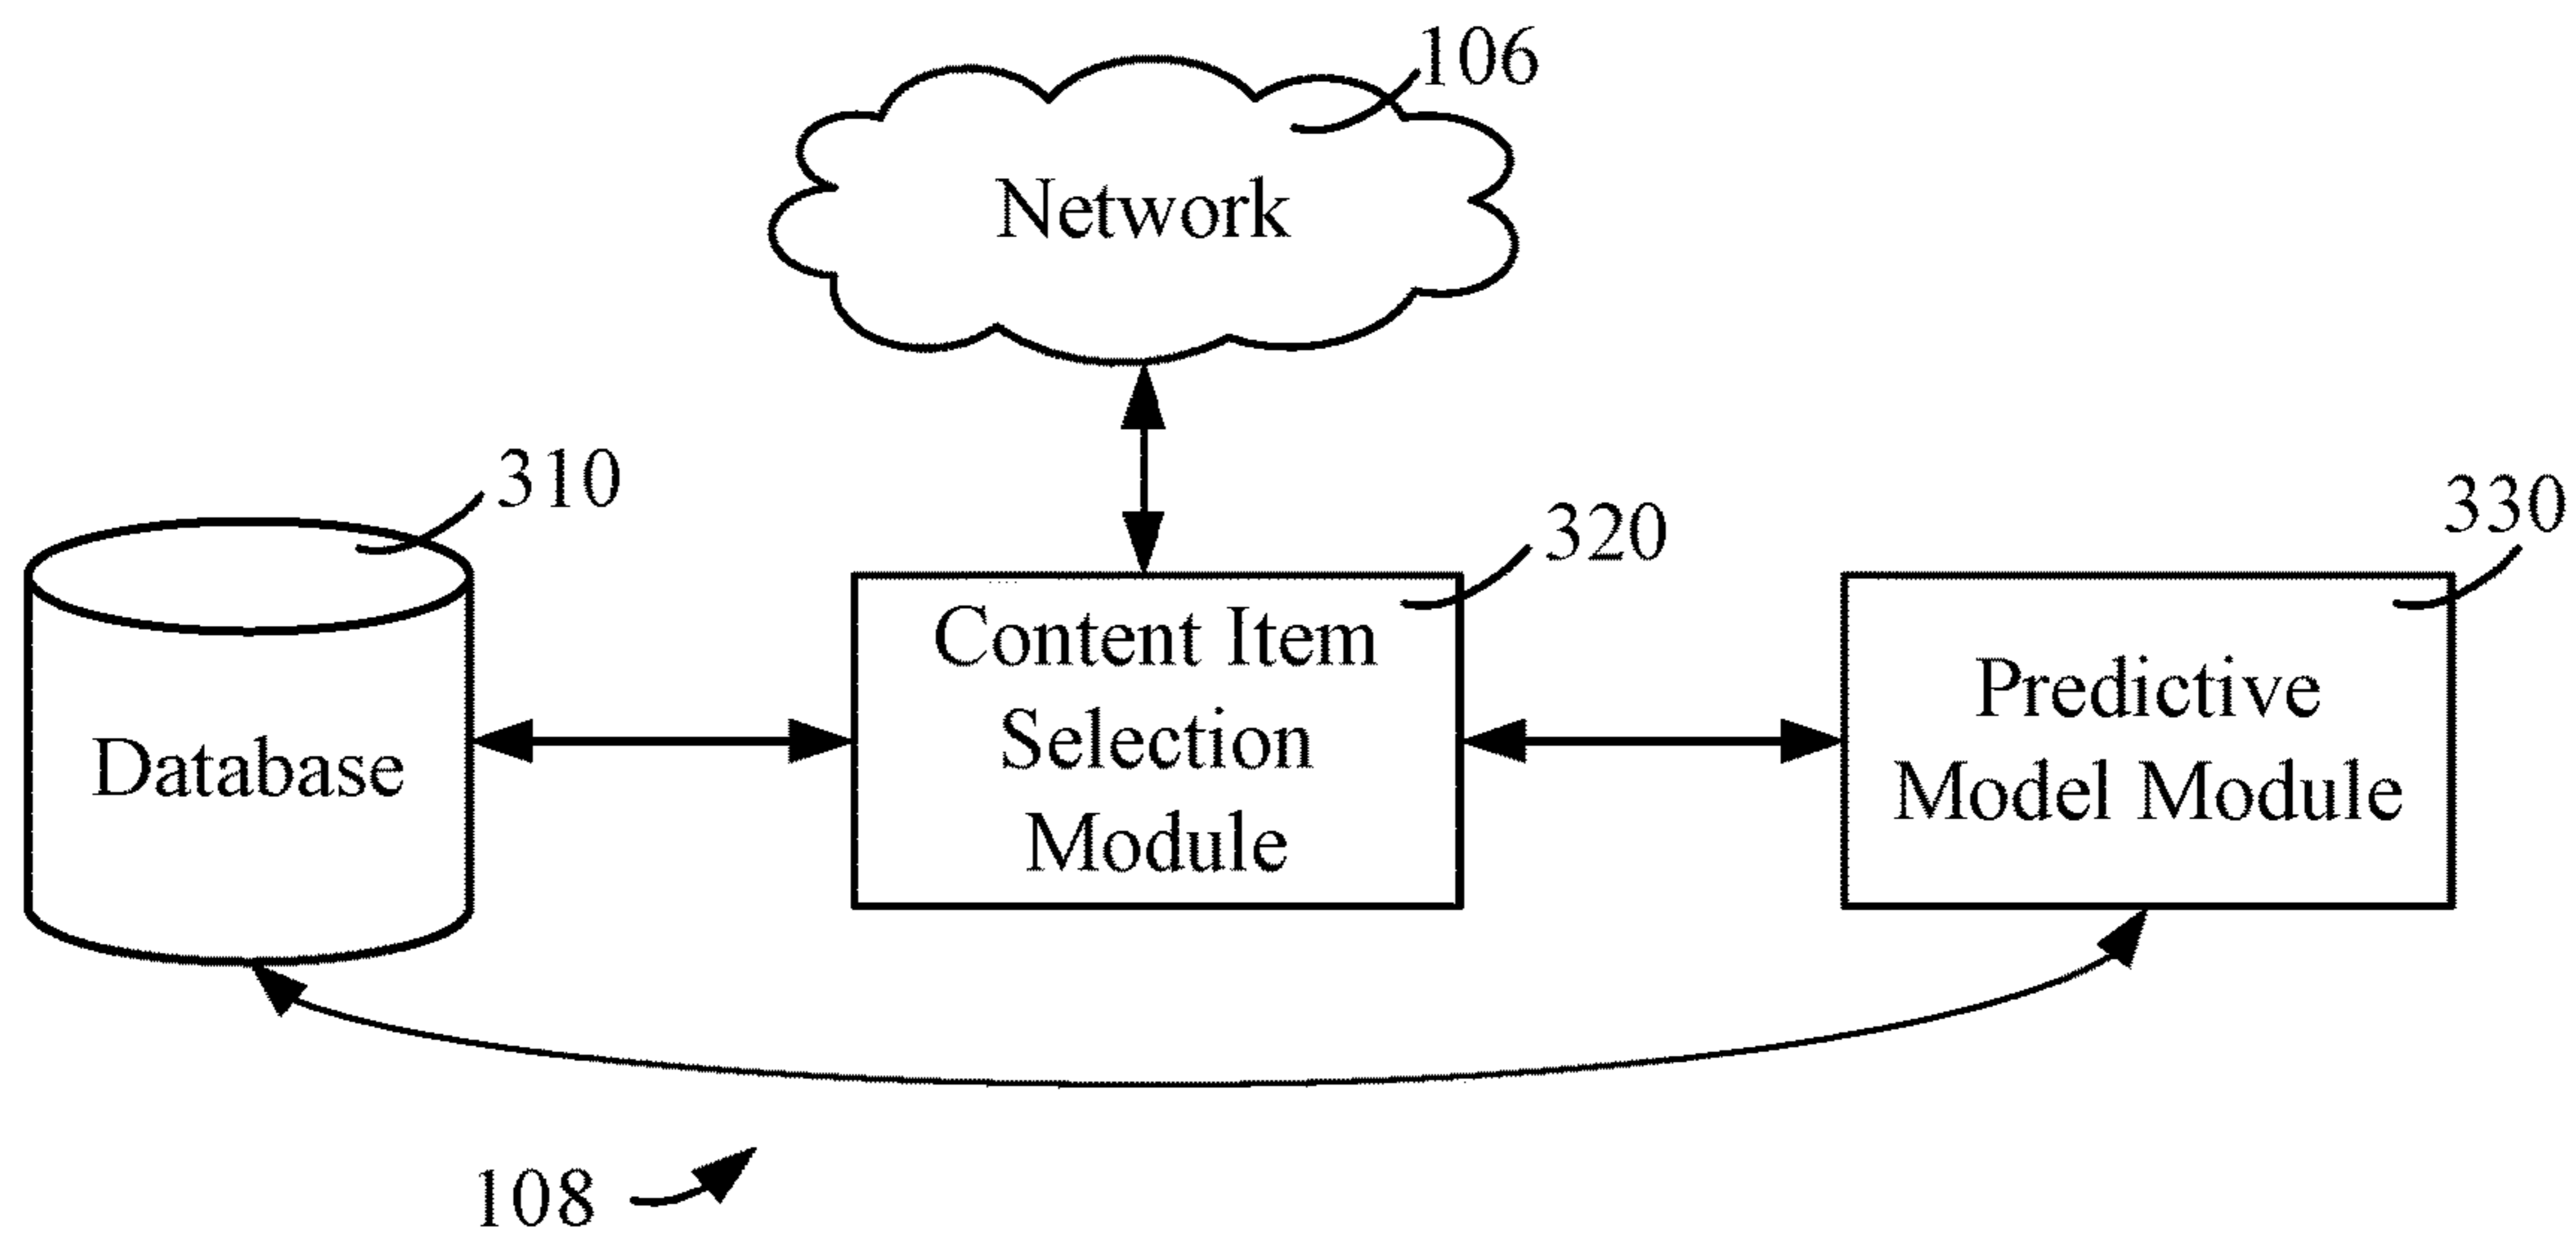 106
Network
310
320
330
Database
Content Item
Selection
Module
Predictive
Model Module
108